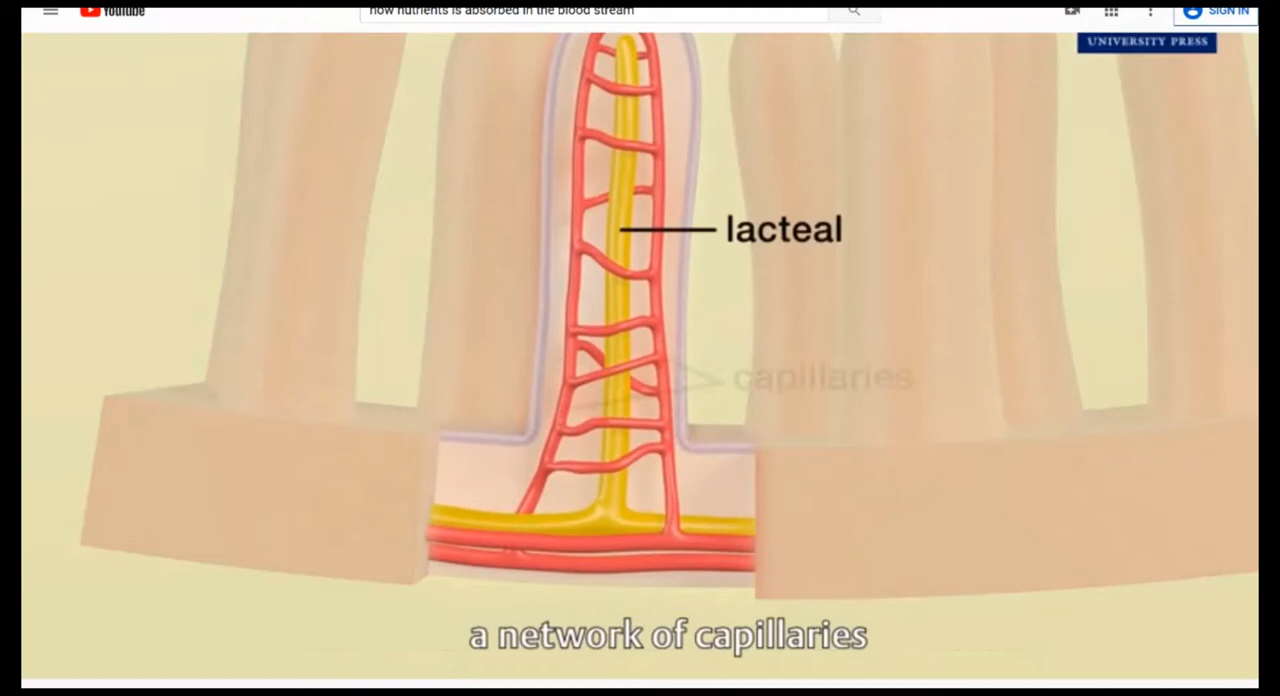 YouTube
how nutrients is absorbed in the blood stream
SIGN IN
UNIVERSITY PRESS
lacteal
capillaries
a network of capillaries